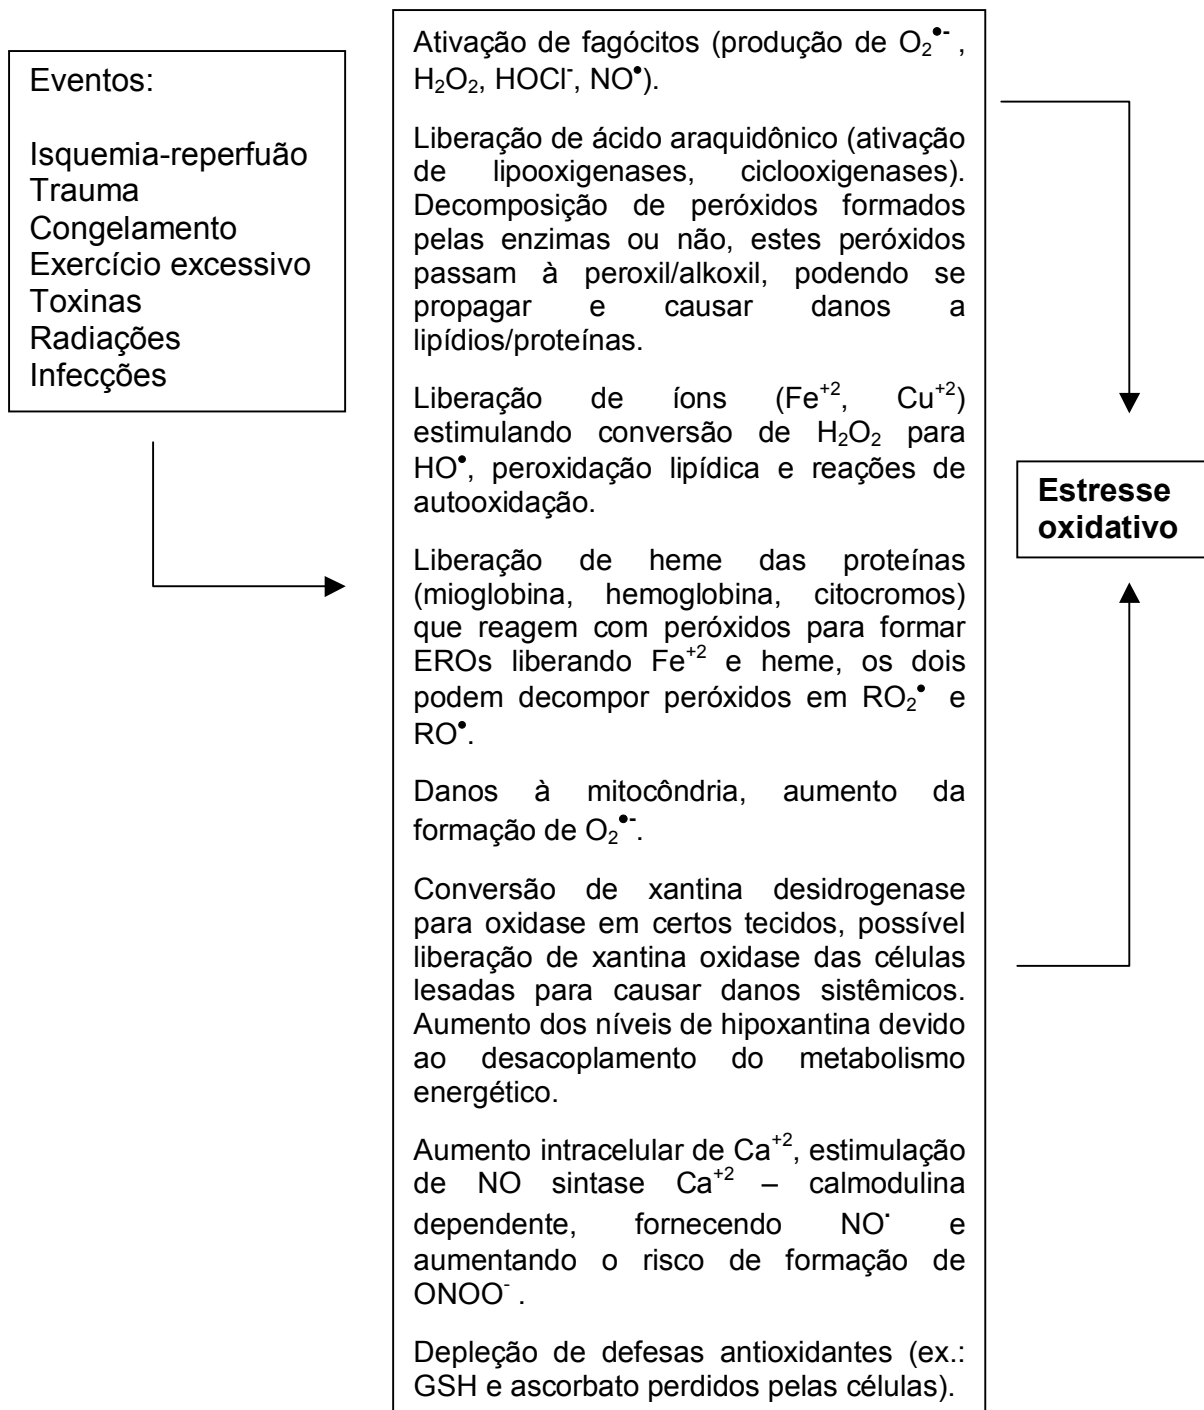 Eventos:
Isquemia-reperfuão
Trauma
Congelamento
Exercício excessivo
Toxinas
Radiações
Infecções
Ativação de fagócitos (produção de O₂•⁻ ,
H₂O₂, HOCl⁻, NO•).
Liberação de ácido araquidônico (ativação
de lipooxigenases, ciclooxigenases).
Decomposição de peróxidos formados
pelas enzimas ou não, estes peróxidos
passam à peroxil/alkoxil, podendo se
propagar e causar danos a
lipídios/proteínas.
Liberação de íons (Fe⁺², Cu⁺²)
estimulando conversão de H₂O₂ para
HO•, peroxidação lipídica e reações de
autooxidação.
Liberação de heme das proteínas
(mioglobina, hemoglobina, citocromos)
que reagem com peróxidos para formar
EROs liberando Fe⁺² e heme, os dois
podem decompor peróxidos em RO₂• e
RO•.
Danos à mitocôndria, aumento da
formação de O₂•⁻.
Conversão de xantina desidrogenase
para oxidase em certos tecidos, possível
liberação de xantina oxidase das células
lesadas para causar danos sistêmicos.
Aumento dos níveis de hipoxantina devido
ao desacoplamento do metabolismo
energético.
Aumento intracelular de Ca⁺², estimulação
de NO sintase Ca⁺² – calmodulina
dependente, fornecendo NO˙ e
aumentando o risco de formação de
ONOO⁻ .
Depleção de defesas antioxidantes (ex.:
GSH e ascorbato perdidos pelas células).
Estresse
oxidativo